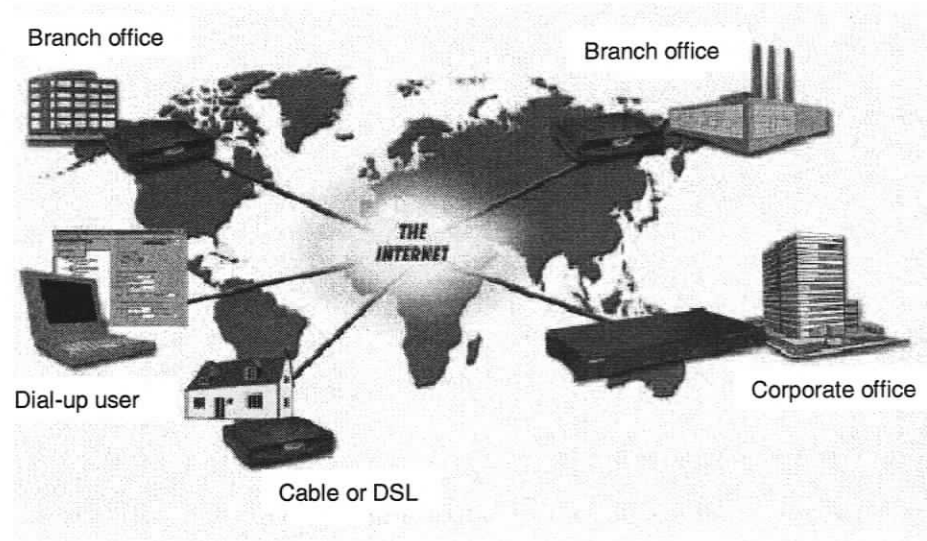 Branch office
Branch office
THE
INTERNET
Dial-up user
Corporate office
Cable or DSL